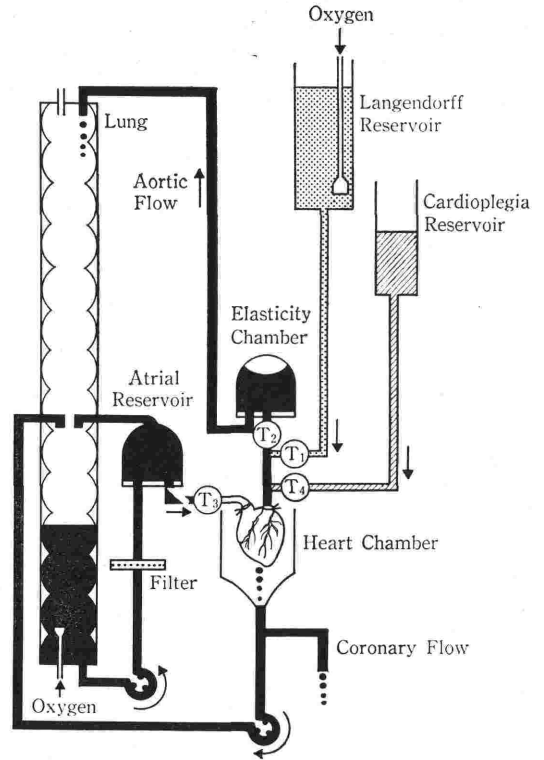 Oxygen
Lung
Langendorff
Reservoir
Aortic
Flow
Cardioplegia
Reservoir
Elasticity
Chamber
Atrial
Reservoir
T2
T1
T4
T3
Heart Chamber
Filter
Coronary Flow
Oxygen